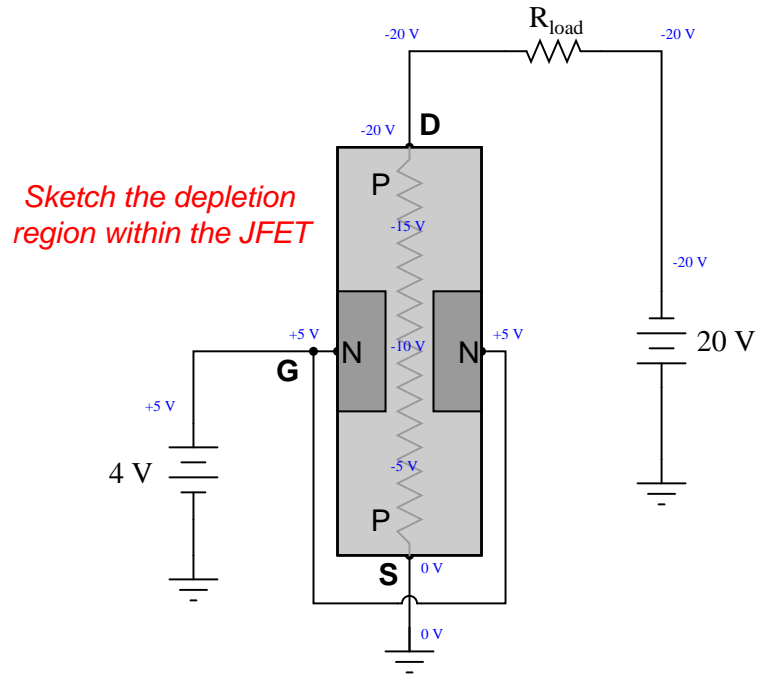 R_load
-20 V
-20 V
-20 V
D
P
Sketch the depletion
region within the JFET
-15 V
-20 V
+5 V
N
-10 V
N
+5 V
20 V
G
+5 V
4 V
-5 V
P
S
0 V
0 V